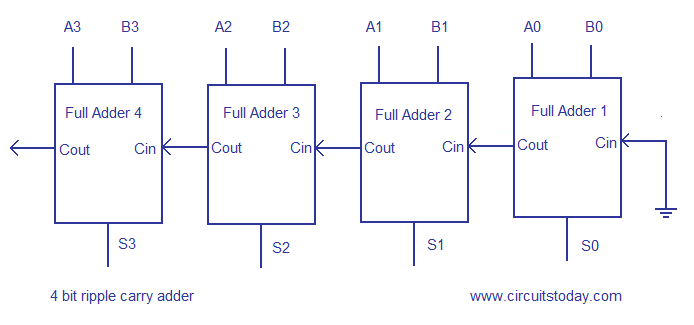 A3 B3 A2 B2 A1 B1 A0 B0
Full Adder 4 Full Adder 3 Full Adder 2 Full Adder 1
Cout Cin Cout Cin Cout Cin Cout Cin
S3 S2 S1 S0
4 bit ripple carry adder www.circuitstoday.com